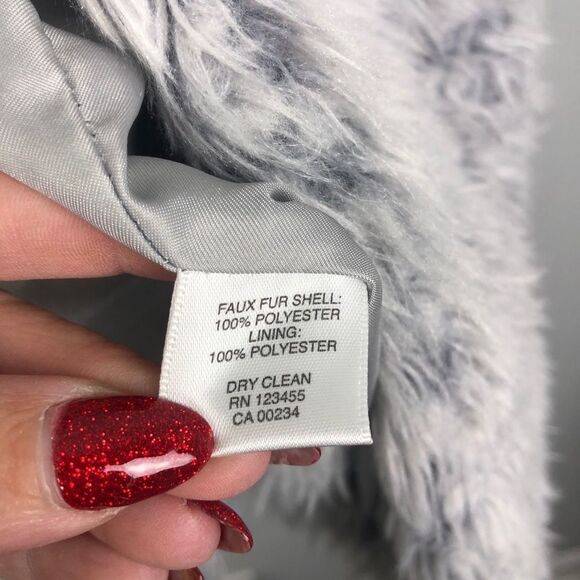 FAUX FUR SHELL:
100% POLYESTER
LINING:
100% POLYESTER
DRY CLEAN
RN 123455
CA 00234